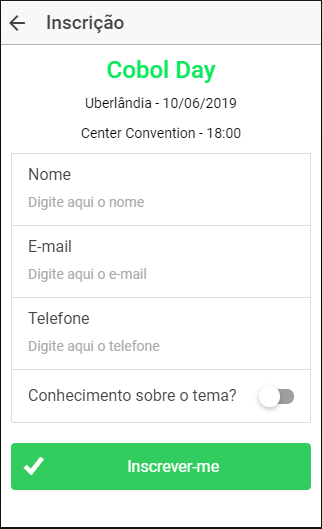 Inscrição
Cobol Day
Uberlândia - 10/06/2019
Center Convention - 18:00
Nome
Digite aqui o nome
E-mail
Digite aqui o e-mail
Telefone
Digite aqui o telefone
Conhecimento sobre o tema?
Inscrever-me